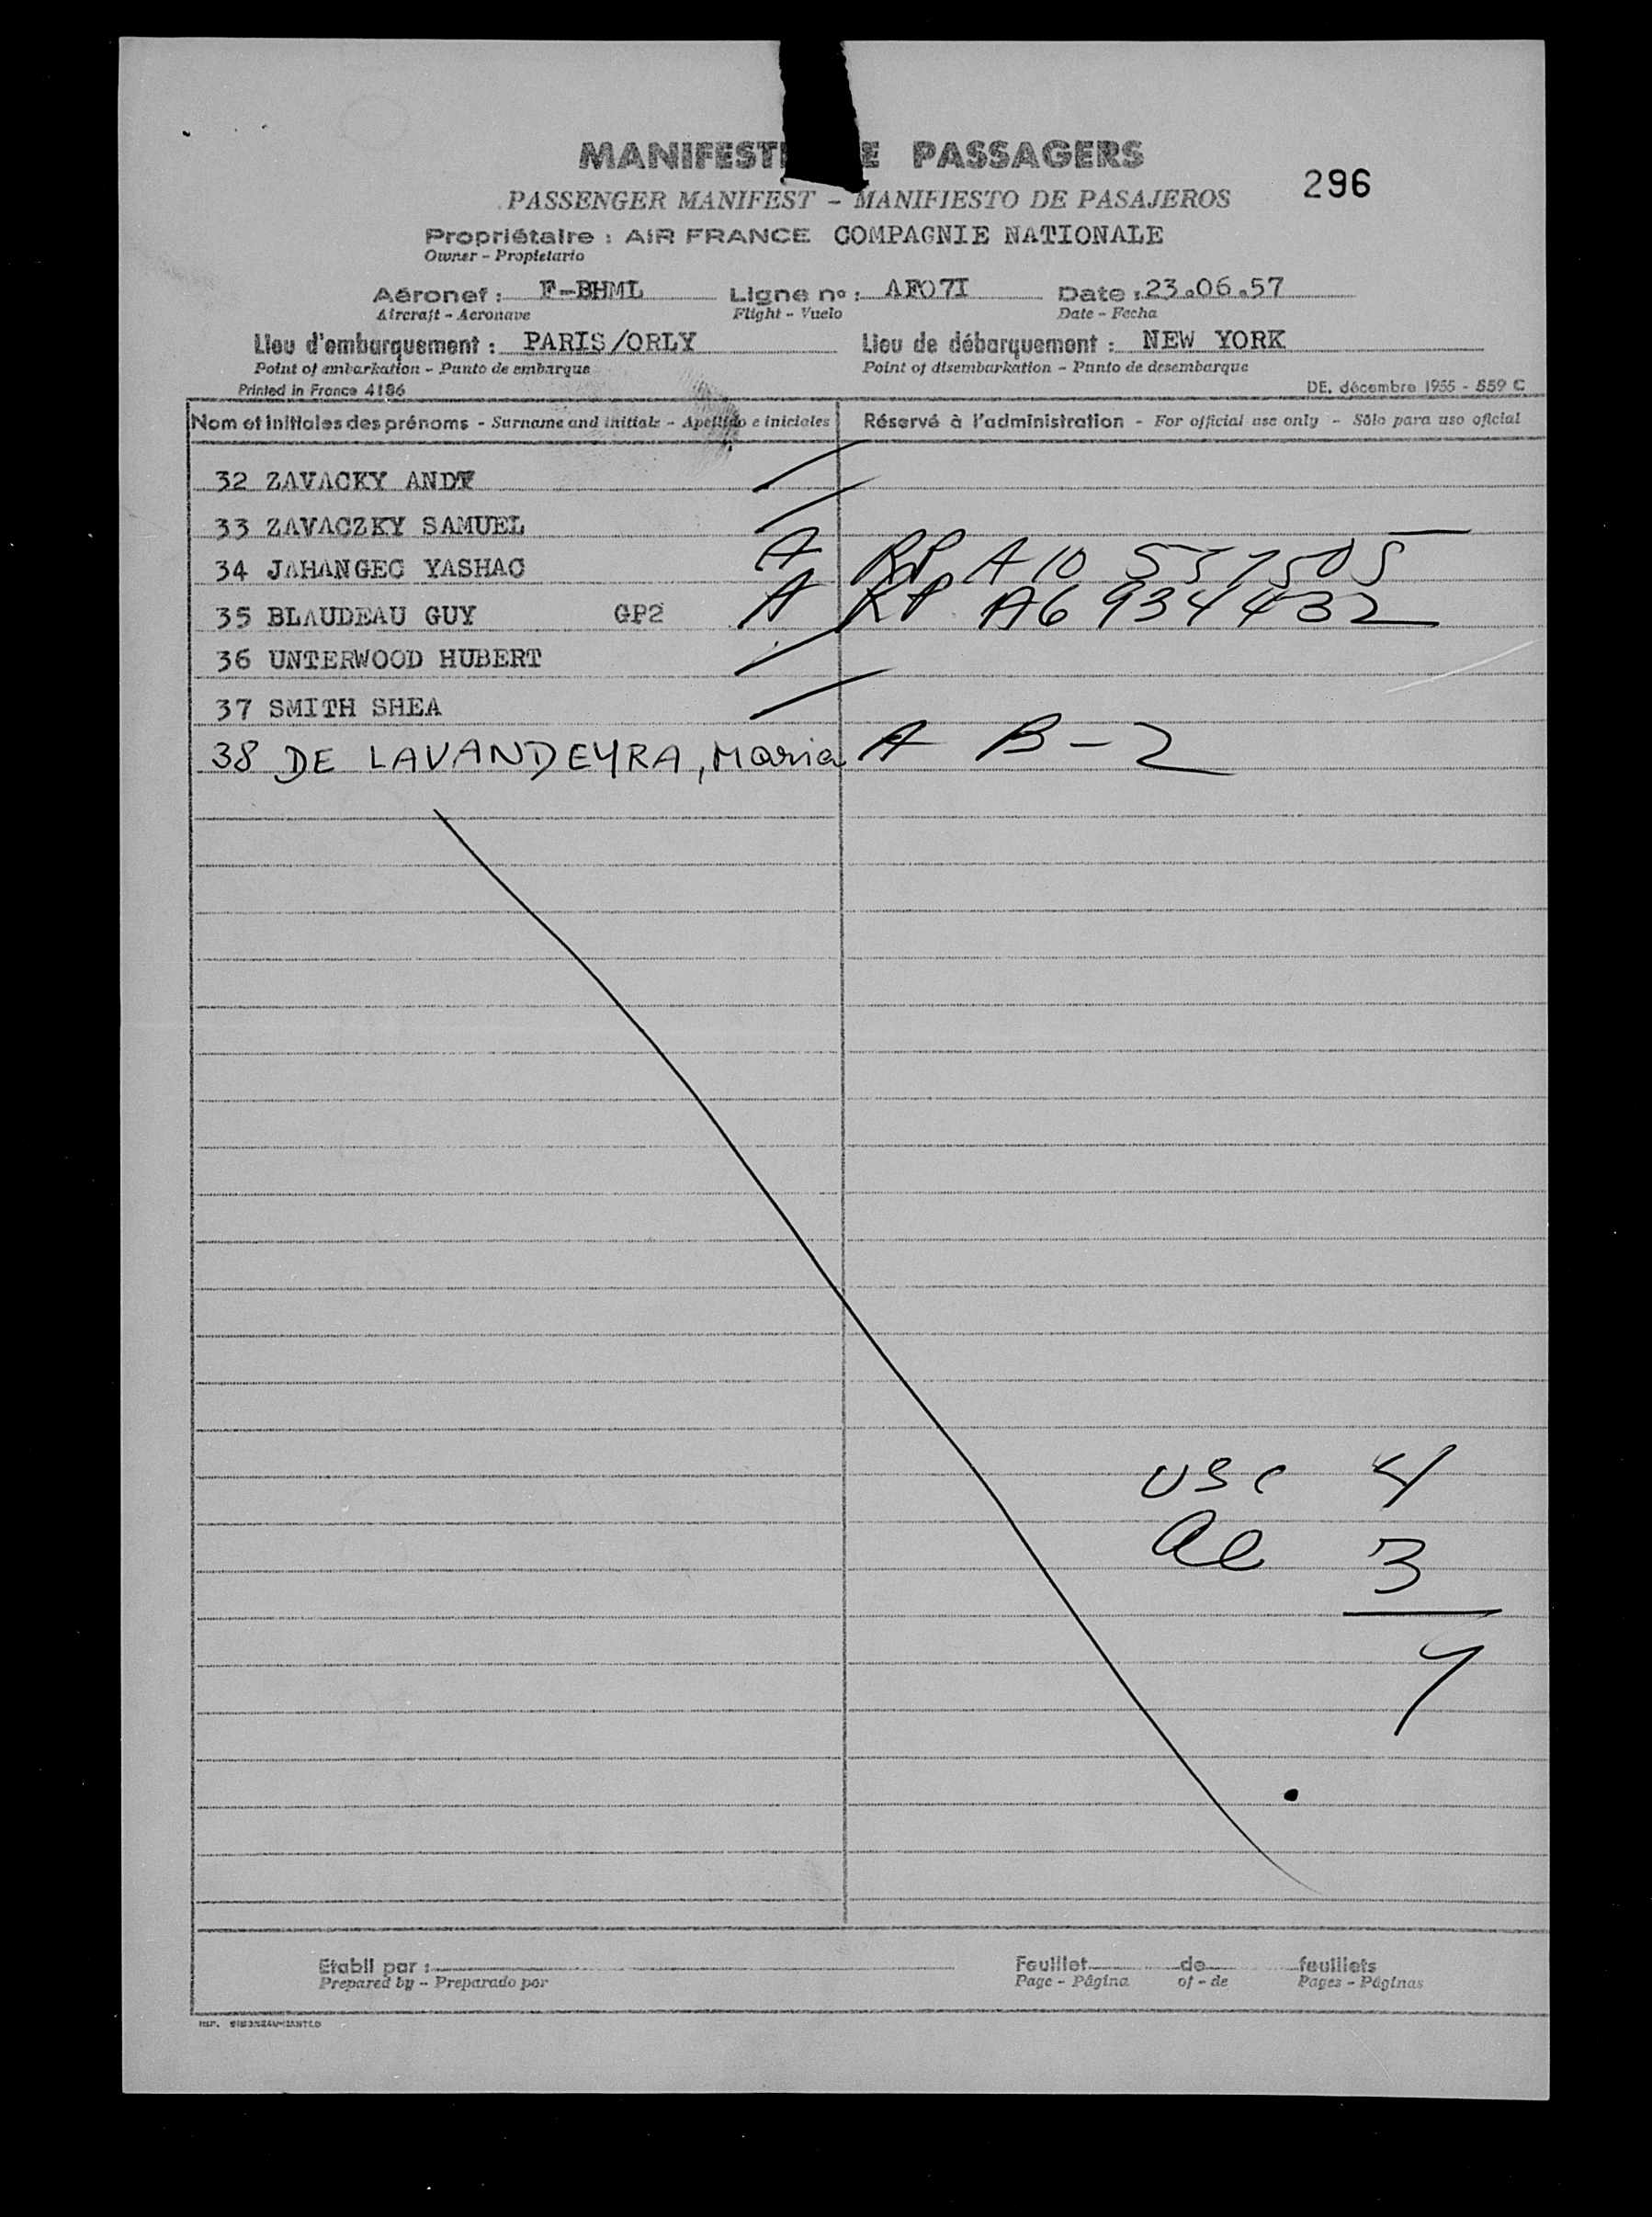 MANIFESTE PASSAGERS
PASSENGER MANIFEST - MANIFIESTO DE PASAJEROS
296
Propriétaire : AIR FRANCE COMPAGNIE NATIONALE
Owner - Propietario
Aéronef : F-BHML Ligne nº : AF07I Date : 23.06.57
Aircraft - Aeronave Flight - Vuelo Date - Fecha
Lieu d'embarquement : PARIS/ORLY Lieu de débarquement : NEW YORK
Point of embarkation - Punto de embarque Point of disembarkation - Punto de desembarque
Printed in France 4186 DE. décembre 1955 - 559 C
Nom et initiales des prénoms - Surname and initials - Apellido e iniciales Réservé à l'administration - For official use only - Sólo para uso oficial
32 ZAVACKY ANDY
33 ZAVACZKY SAMUEL
34 JAHANGEC YASHAC A RP A10 557505
35 BLAUDEAU GUY GP2 A RP A6 934432
36 UNTERWOOD HUBERT
37 SMITH SHEA
38 DE LAVANDEYRA, Maria A B-2
USC 4
al 3
7
Etabli par :
Prepared by - Preparado por
Feuillet de feuillets
Page - Página of - de Pages - Páginas